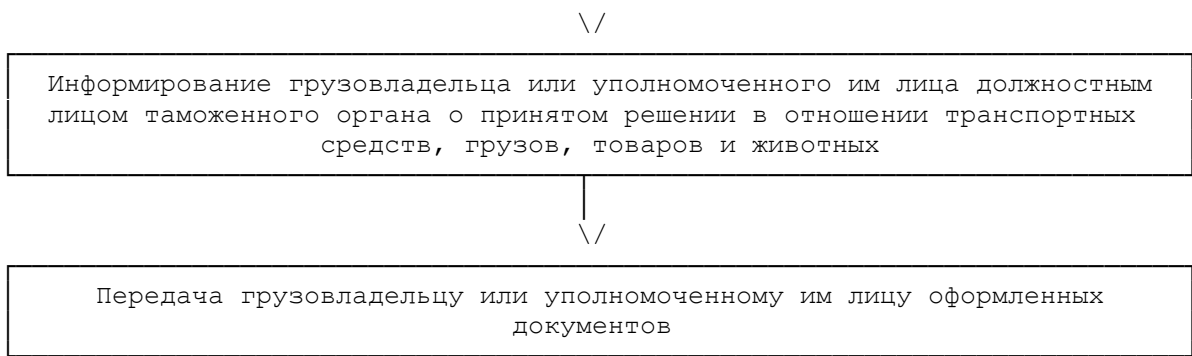 \/
Информирование грузовладельца или уполномоченного им лица должностным
лицом таможенного органа о принятом решении в отношении транспортных
средств, грузов, товаров и животных
\/
Передача грузовладельцу или уполномоченному им лицу оформленных
документов